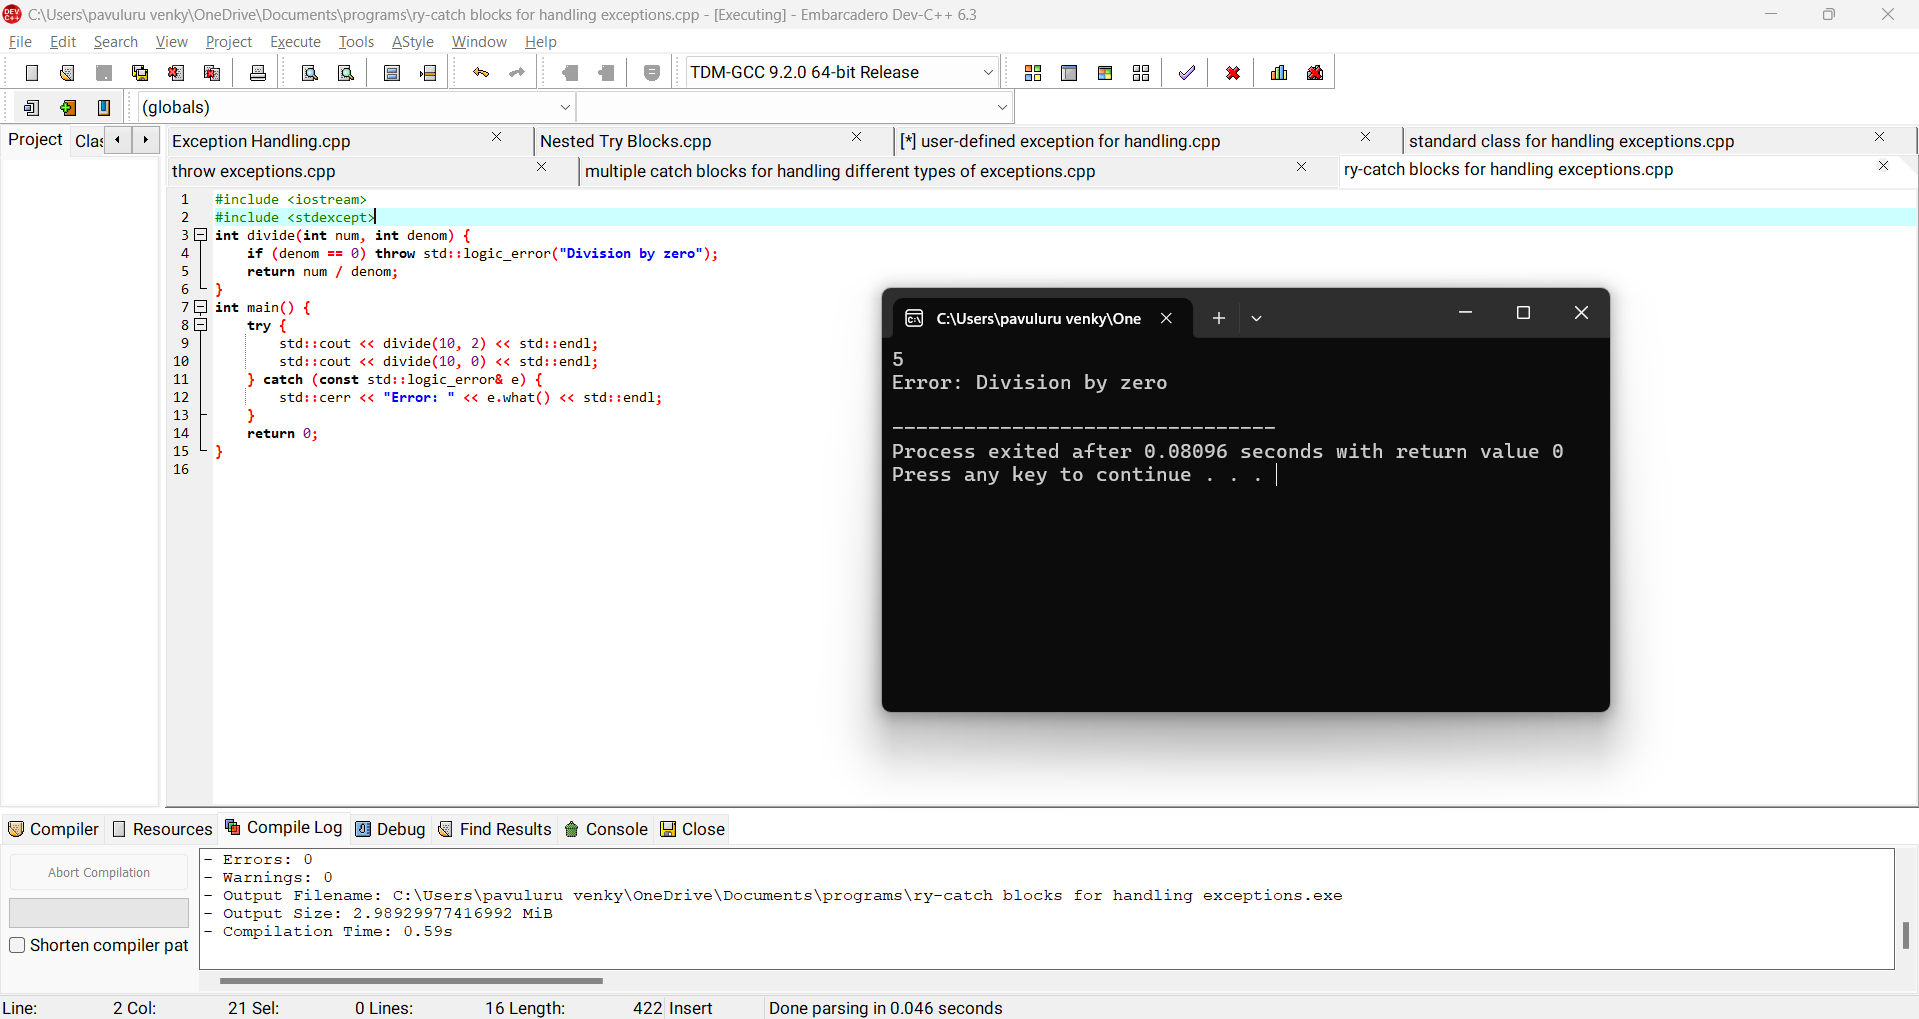 C:\Users\pavuluru venky\OneDrive\Documents\programs\ry-catch blocks for handling exceptions.cpp - [Executing] - Embarcadero Dev-C++ 6.3
File Edit Search View Project Execute Tools AStyle Window Help
TDM-GCC 9.2.0 64-bit Release
(globals)
Project Clas
Exception Handling.cpp Nested Try Blocks.cpp [*] user-defined exception for handling.cpp standard class for handling exceptions.cpp
throw exceptions.cpp multiple catch blocks for handling different types of exceptions.cpp ry-catch blocks for handling exceptions.cpp
1 #include <iostream>
2 #include <stdexcept>
3 int divide(int num, int denom) {
4 if (denom == 0) throw std::logic_error("Division by zero");
5 return num / denom;
6 }
7 int main() {
8 try {
9 std::cout << divide(10, 2) << std::endl;
10 std::cout << divide(10, 0) << std::endl;
11 } catch (const std::logic_error& e) {
12 std::cerr << "Error: " << e.what() << std::endl;
13 }
14 return 0;
15 }
16
C:\Users\pavuluru venky\One
5
Error: Division by zero
--------------------------------
Process exited after 0.08096 seconds with return value 0
Press any key to continue . . .
Compiler Resources Compile Log Debug Find Results Console Close
Abort Compilation
Shorten compiler pat
- Errors: 0
- Warnings: 0
- Output Filename: C:\Users\pavuluru venky\OneDrive\Documents\programs\ry-catch blocks for handling exceptions.exe
- Output Size: 2.98929977416992 MiB
- Compilation Time: 0.59s
Line: 2 Col: 21 Sel: 0 Lines: 16 Length: 422 Insert Done parsing in 0.046 seconds